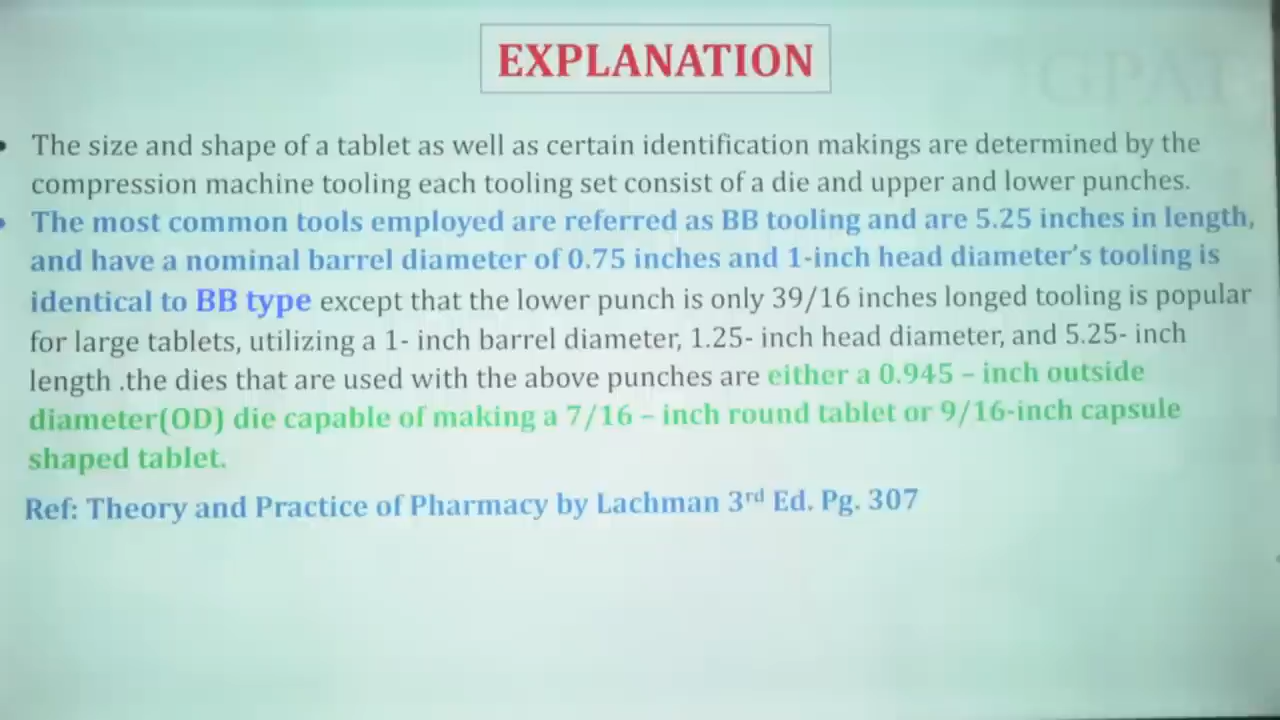 EXPLANATION
GPAT
• The size and shape of a tablet as well as certain identification makings are determined by the
compression machine tooling each tooling set consist of a die and upper and lower punches.
• The most common tools employed are referred as BB tooling and are 5.25 inches in length,
and have a nominal barrel diameter of 0.75 inches and 1-inch head diameter's tooling is
identical to BB type except that the lower punch is only 39/16 inches longed tooling is popular
for large tablets, utilizing a 1- inch barrel diameter, 1.25- inch head diameter, and 5.25- inch
length .the dies that are used with the above punches are either a 0.945 – inch outside
diameter(OD) die capable of making a 7/16 – inch round tablet or 9/16-inch capsule
shaped tablet.
Ref: Theory and Practice of Pharmacy by Lachman 3rd Ed. Pg. 307